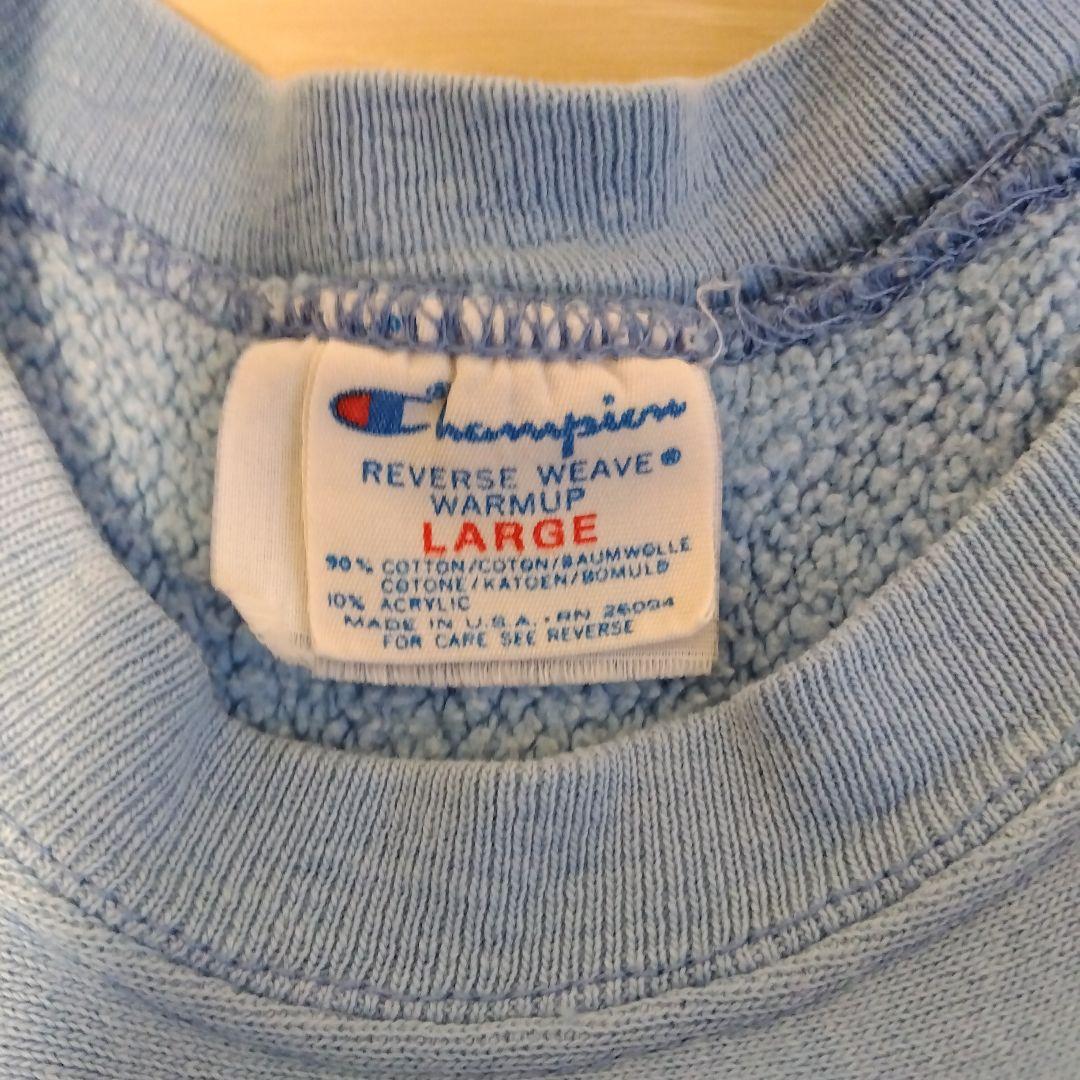 Champion
REVERSE WEAVE®
WARMUP
LARGE
90% COTTON/COTON/BAUMWOLLE
COTONE/KATOEN/BOMULD
10% ACRYLIC
MADE IN U.S.A. • RN 26094
FOR CARE SEE REVERSE